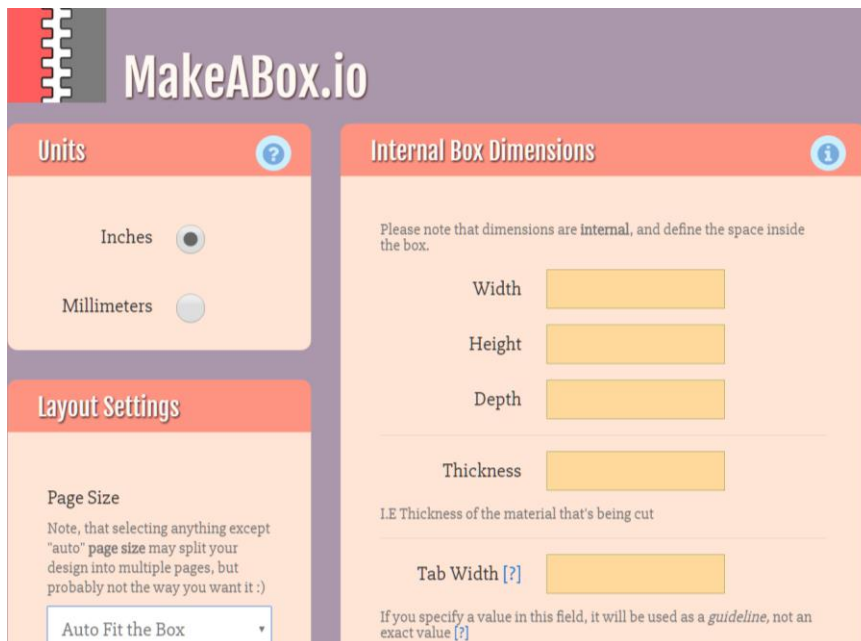 MakeABox.io
Units
?
Inches
Millimeters
Layout Settings
Page Size
Note, that selecting anything except
"auto" page size may split your
design into multiple pages, but
probably not the way you want it :)
Auto Fit the Box
Internal Box Dimensions
i
Please note that dimensions are internal, and define the space inside
the box.
Width
Height
Depth
Thickness
I.E Thickness of the material that's being cut
Tab Width [?]
If you specify a value in this field, it will be used as a guideline, not an
exact value [?]